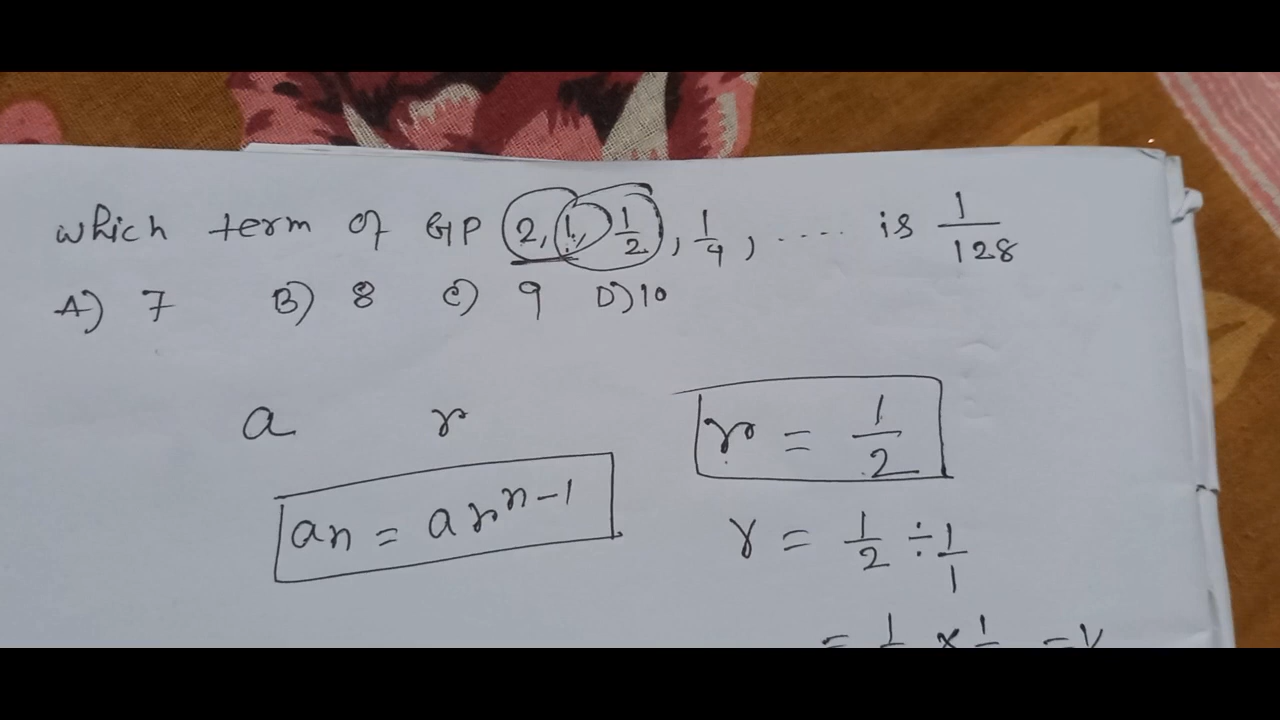 which term of GP 2, 1, 1/2, 1/4, .... is 1/128
A) 7 B) 8 C) 9 D) 10
a r
r = 1/2
an = ar^n-1
r = 1/2 ÷ 1/1